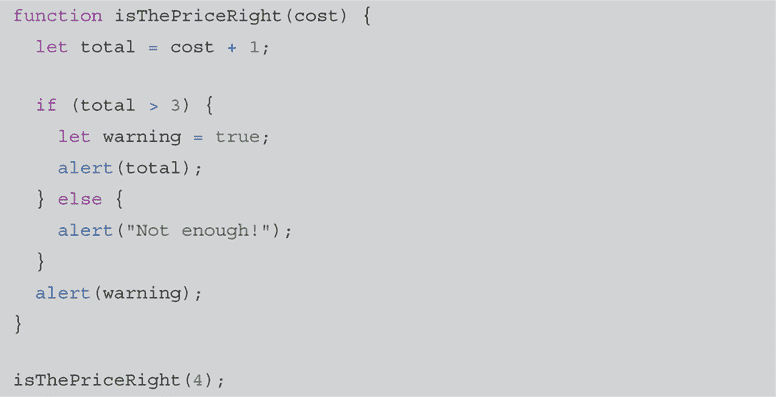 function isThePriceRight(cost) {
  let total = cost + 1;

  if (total > 3) {
    let warning = true;
    alert(total);
  } else {
    alert("Not enough!");
  }
  alert(warning);
}

isThePriceRight(4);